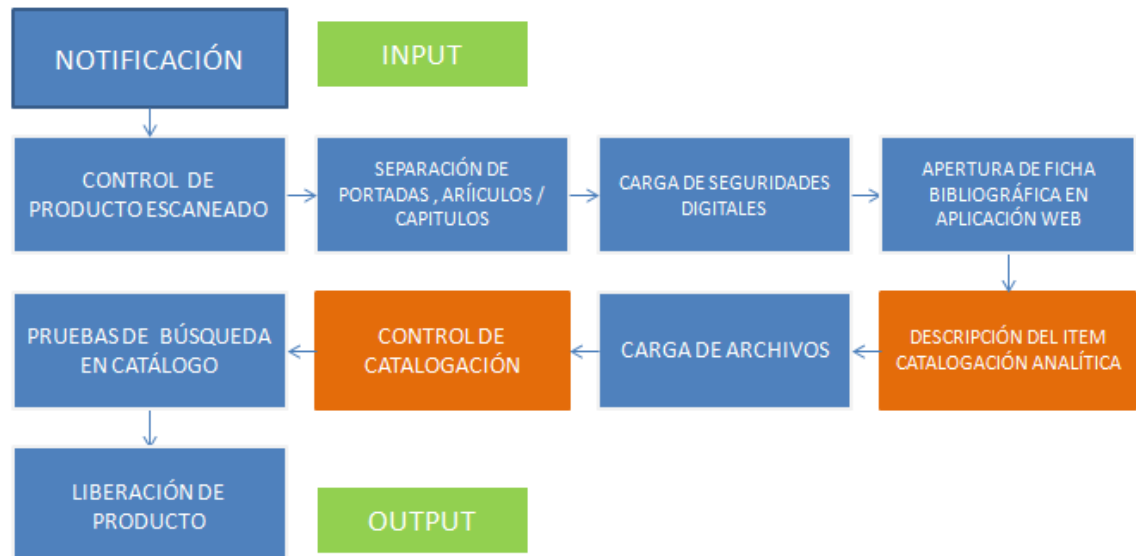 NOTIFICACIÓN
INPUT
CONTROL DE
PRODUCTO ESCANEADO
SEPARACIÓN DE
PORTADAS , ARÍICULOS /
CAPITULOS
CARGA DE SEGURIDADES
DIGITALES
APERTURA DE FICHA
BIBLIOGRÁFICA EN
APLICACIÓN WEB
DESCRIPCIÓN DEL ITEM
CATALOGACIÓN ANALÍTICA
CARGA DE ARCHIVOS
CONTROL DE
CATALOGACIÓN
PRUEBAS DE BÚSQUEDA
EN CATÁLOGO
LIBERACIÓN DE
PRODUCTO
OUTPUT